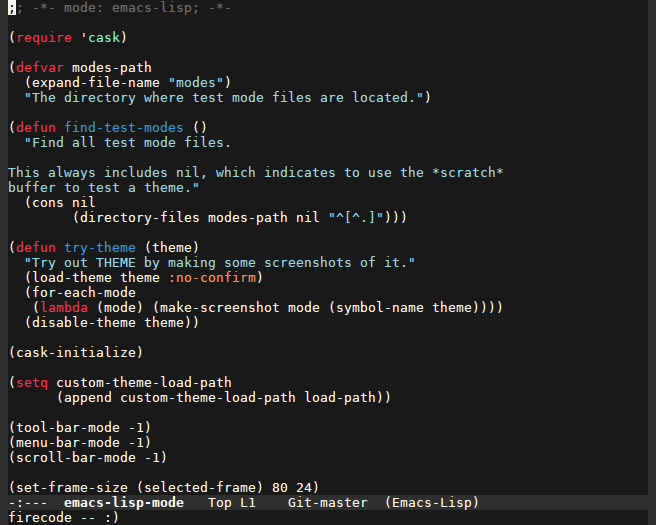 ;; -*- mode: emacs-lisp; -*-

(require 'cask)

(defvar modes-path
  (expand-file-name "modes")
  "The directory where test mode files are located.")

(defun find-test-modes ()
  "Find all test mode files.

This always includes nil, which indicates to use the *scratch*
buffer to test a theme."
  (cons nil
        (directory-files modes-path nil "^[^.]")))

(defun try-theme (theme)
  "Try out THEME by making some screenshots of it."
  (load-theme theme :no-confirm)
  (for-each-mode
   (lambda (mode) (make-screenshot mode (symbol-name theme))))
  (disable-theme theme))

(cask-initialize)

(setq custom-theme-load-path
      (append custom-theme-load-path load-path))

(tool-bar-mode -1)
(menu-bar-mode -1)
(scroll-bar-mode -1)

(set-frame-size (selected-frame) 80 24)
-:---  emacs-lisp-mode   Top L1    Git-master  (Emacs-Lisp)
firecode -- :)